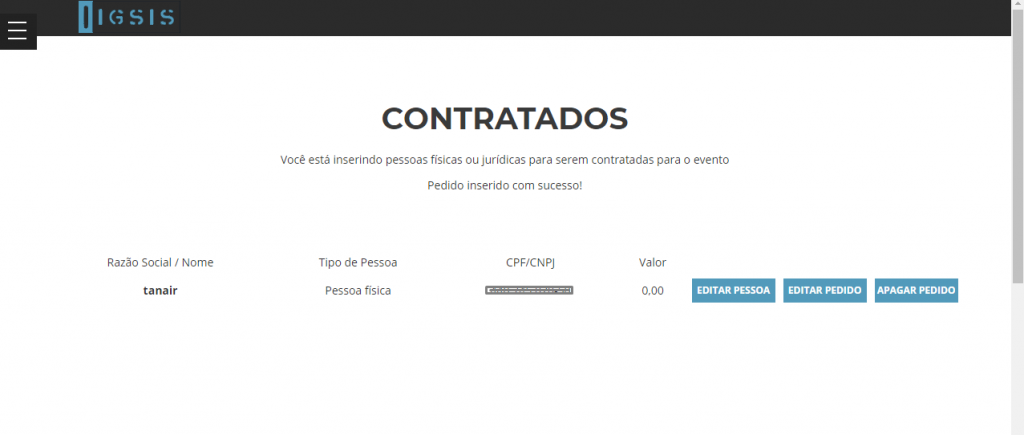 IGSIS
CONTRATADOS
Você está inserindo pessoas físicas ou jurídicas para serem contratadas para o evento
Pedido inserido com sucesso!
Razão Social / Nome Tipo de Pessoa CPF/CNPJ Valor
tanair Pessoa física 0,00 EDITAR PESSOA EDITAR PEDIDO APAGAR PEDIDO